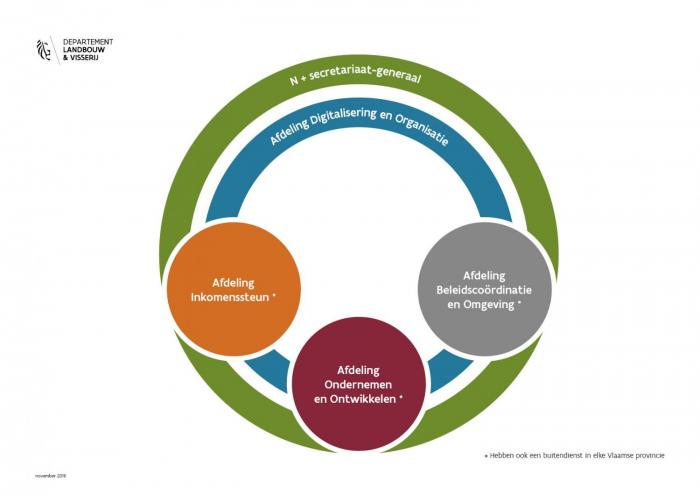 DEPARTEMENT
LANDBOUW
& VISSERIJ
N + secretariaat-generaal
Afdeling Digitalisering en Organisatie
Afdeling
Inkomenssteun *
Afdeling
Beleidscoördinatie
en Omgeving *
Afdeling
Ondernemen
en Ontwikkelen *
* Hebben ook een buitendienst in elke Vlaamse provincie
november 2018